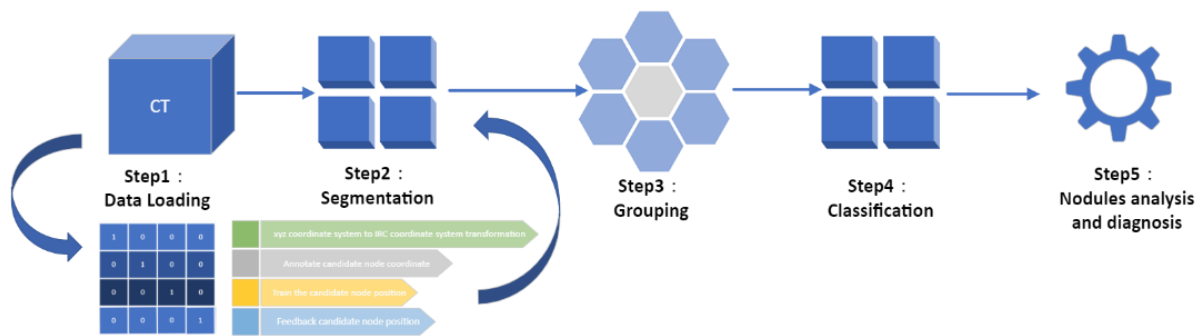 CT
Step1：
Data Loading
Step2：
Segmentation
Step3：
Grouping
Step4：
Classification
Step5：
Nodules analysis
and diagnosis
1 0 0 0
0 1 0 0
0 0 1 0
0 0 0 1
xyz coordinate system to IRC coordinate system transformation
Annotate candidate node coordinate
the candidate node position
Feedback candidate node position